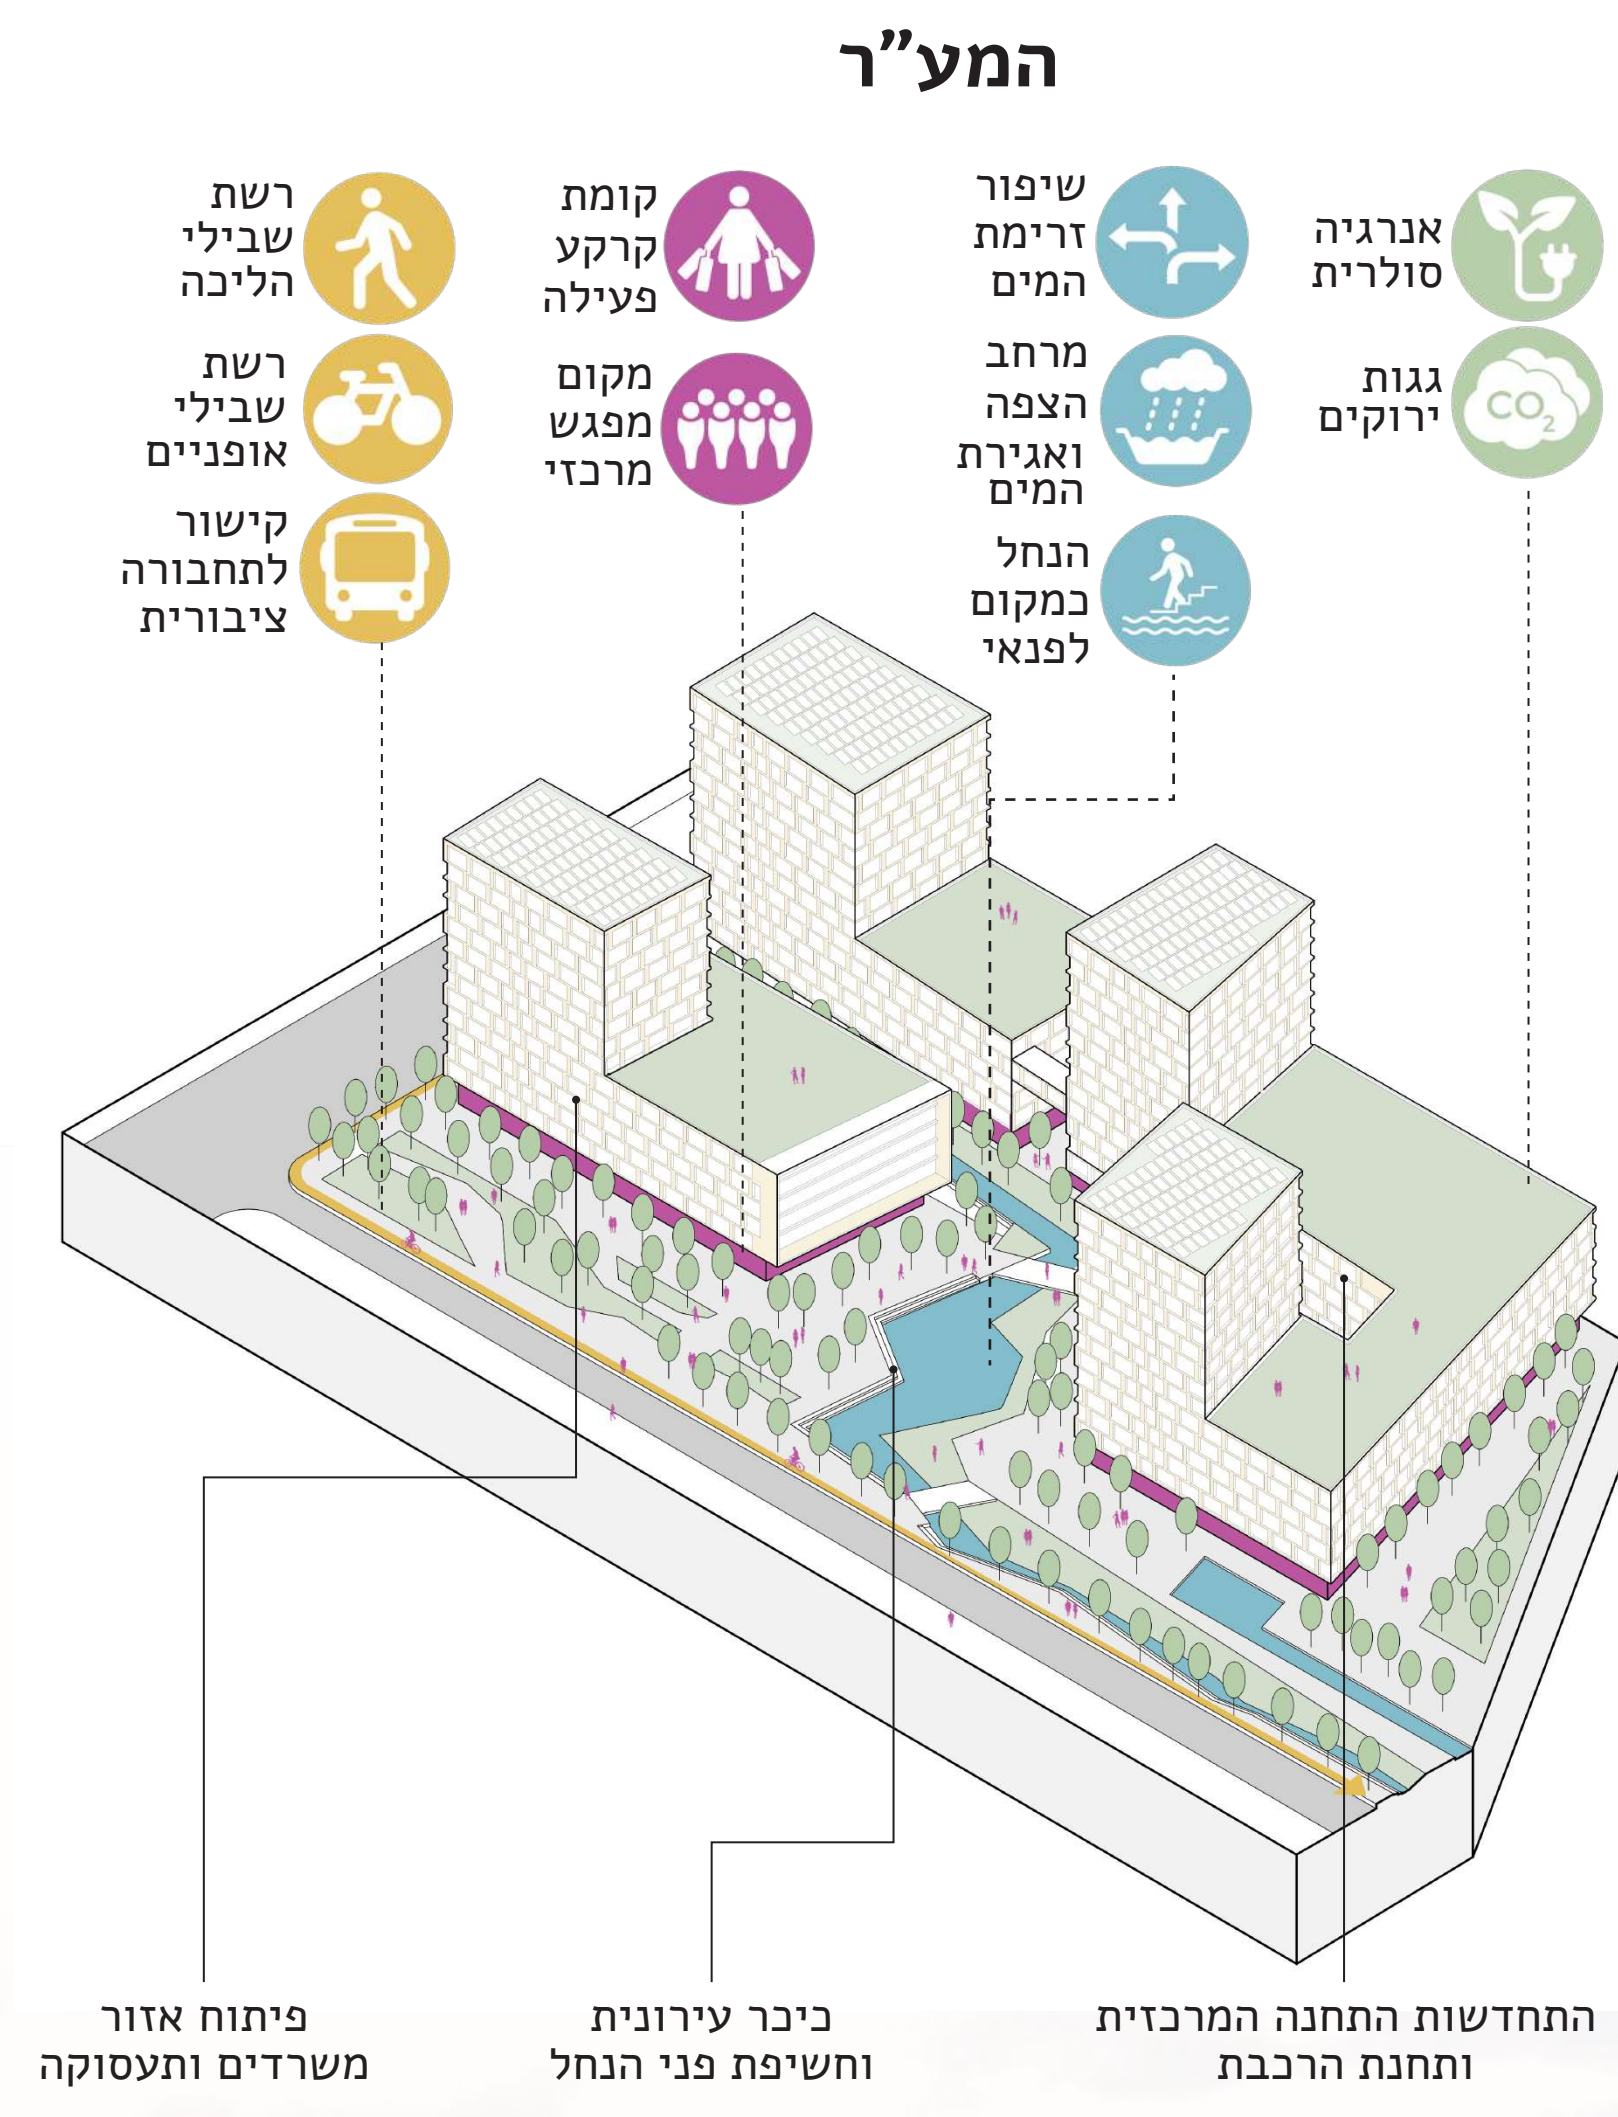 המע״ר
אנרגיה
סולרית
גגות
ירוקים
CO₂
שיפור
זרימת
המים
מרחב
הצפה
ואגירת
המים
הנחל
כמקום
לפנאי
קומת
קרקע
פעילה
מקום
מפגש
מרכזי
רשת
שבילי
הליכה
רשת
שבילי
אופניים
קישור
לתחבורה
ציבורית
התחדשות התחנה המרכזית
ותחנת הרכבת
כיכר עירונית
וחשיפת פני הנחל
פיתוח אזור
משרדים ותעסוקה